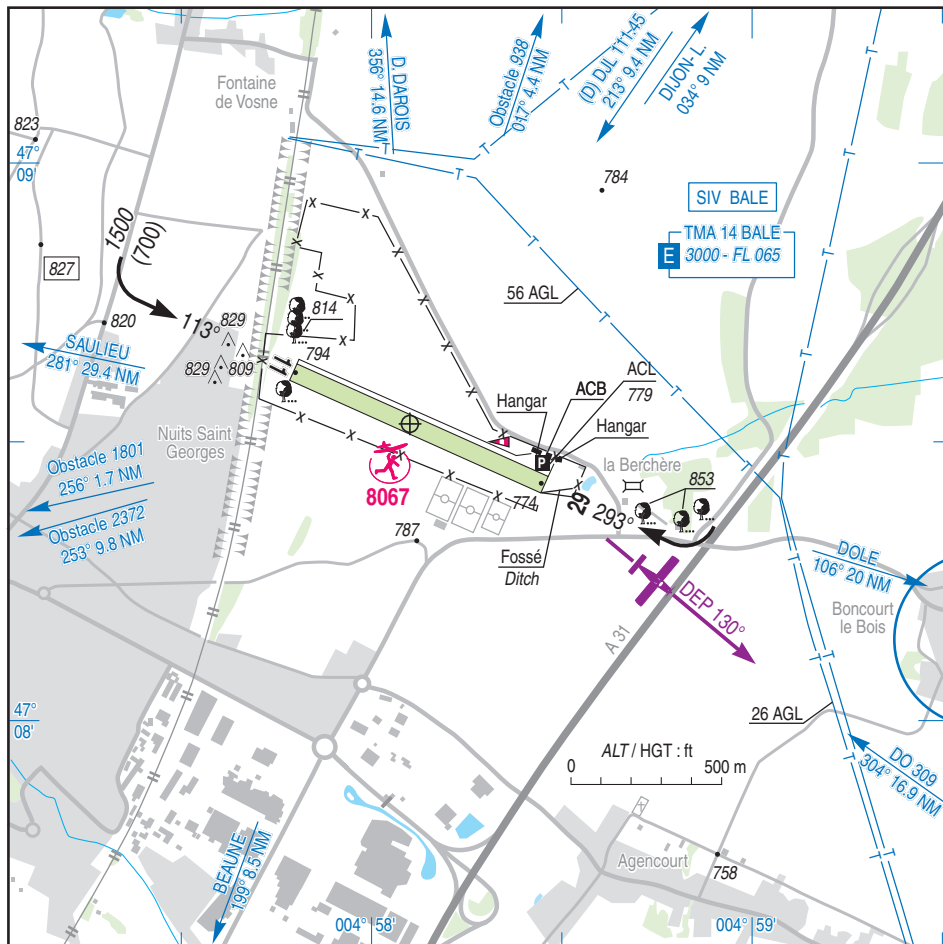 Fontaine
de Vosne
D. DAROIS
356° 14.6 NM
Obstacle 938
017° 4.4 NM
(D) DJL 111.45
213° 9.4 NM
DIJON- L.
034° 9 NM
823
47°
09'
784
SIV BALE
TMA 14 BALE
E
3000 - FL 065
1500
(700)
827
820
113°
829
829
809
814
794
11
56 AGL
SAULIEU
281° 29.4 NM
Nuits Saint
Georges
Obstacle 1801
256° 1.7 NM
Obstacle 2372
253° 9.8 NM
8067
Hangar
ACB
ACL
779
Hangar
P
la Berchère
853
774
29
293°
787
Fossé
Ditch
DEP 130°
A 31
DOLE
106° 20 NM
Boncourt
le Bois
47°
08'
26 AGL
ALT / HGT : ft
0
500 m
DO 309
304° 16.9 NM
BEAUNE
199° 8.5 NM
Agencourt
758
004° 58'
004° 59'
T
T
T
T
T
T
T
T
T
T
T
T
X
X
X
X
X
X
X
X
X
X
X
X
X